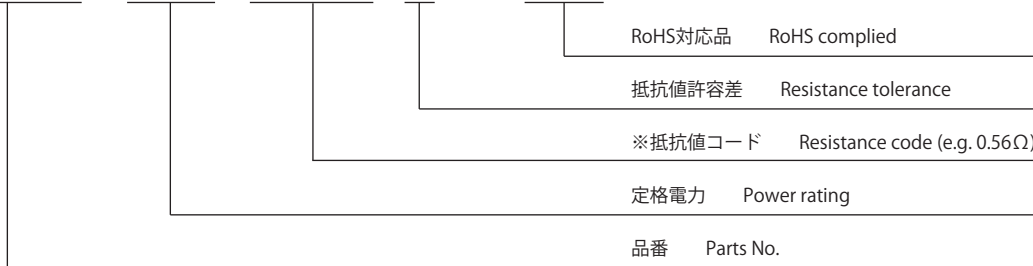 RoHS対応品 RoHS complied
抵抗値許容差 Resistance tolerance
※抵抗値コード Resistance code (e.g. 0.56Ω)
定格電力 Power rating
品番 Parts No.